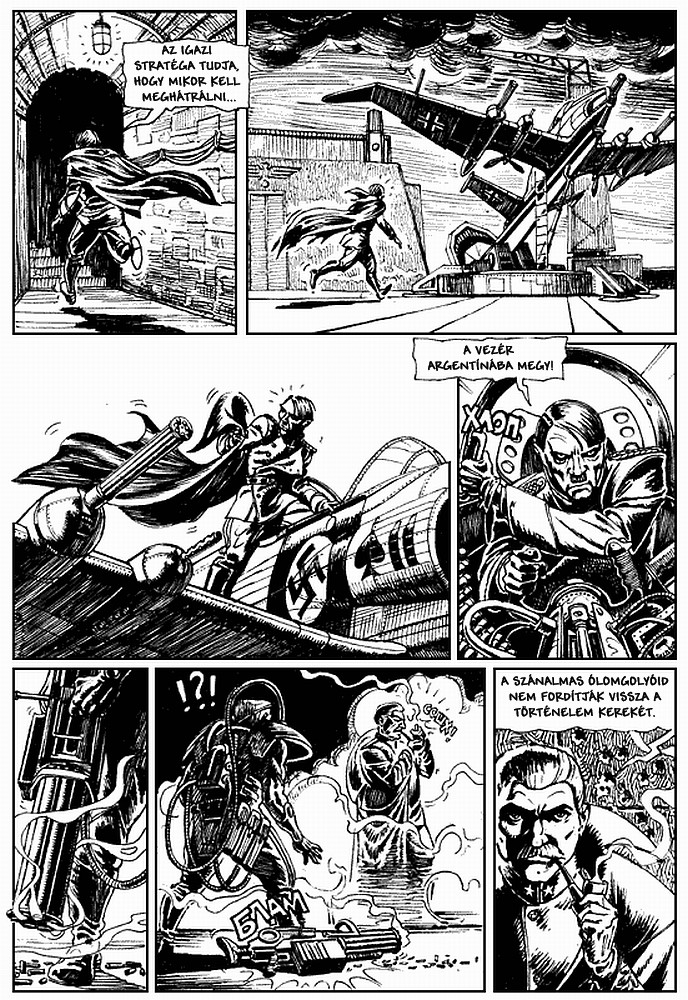 AZ IGAZI
STRATÉGA TUDJA,
HOGY MIKOR KELL
MEGHÁTRÁLNI...
A VEZÉR
ARGENTÍNÁBA MEGY!
ХЛОП!
!?!
БЛАМ
A SZÁNALMAS ÓLOMGOLYÓID
NEM FORDÍTJÁK VISSZA A
TÖRTÉNELEM KEREKÉT.